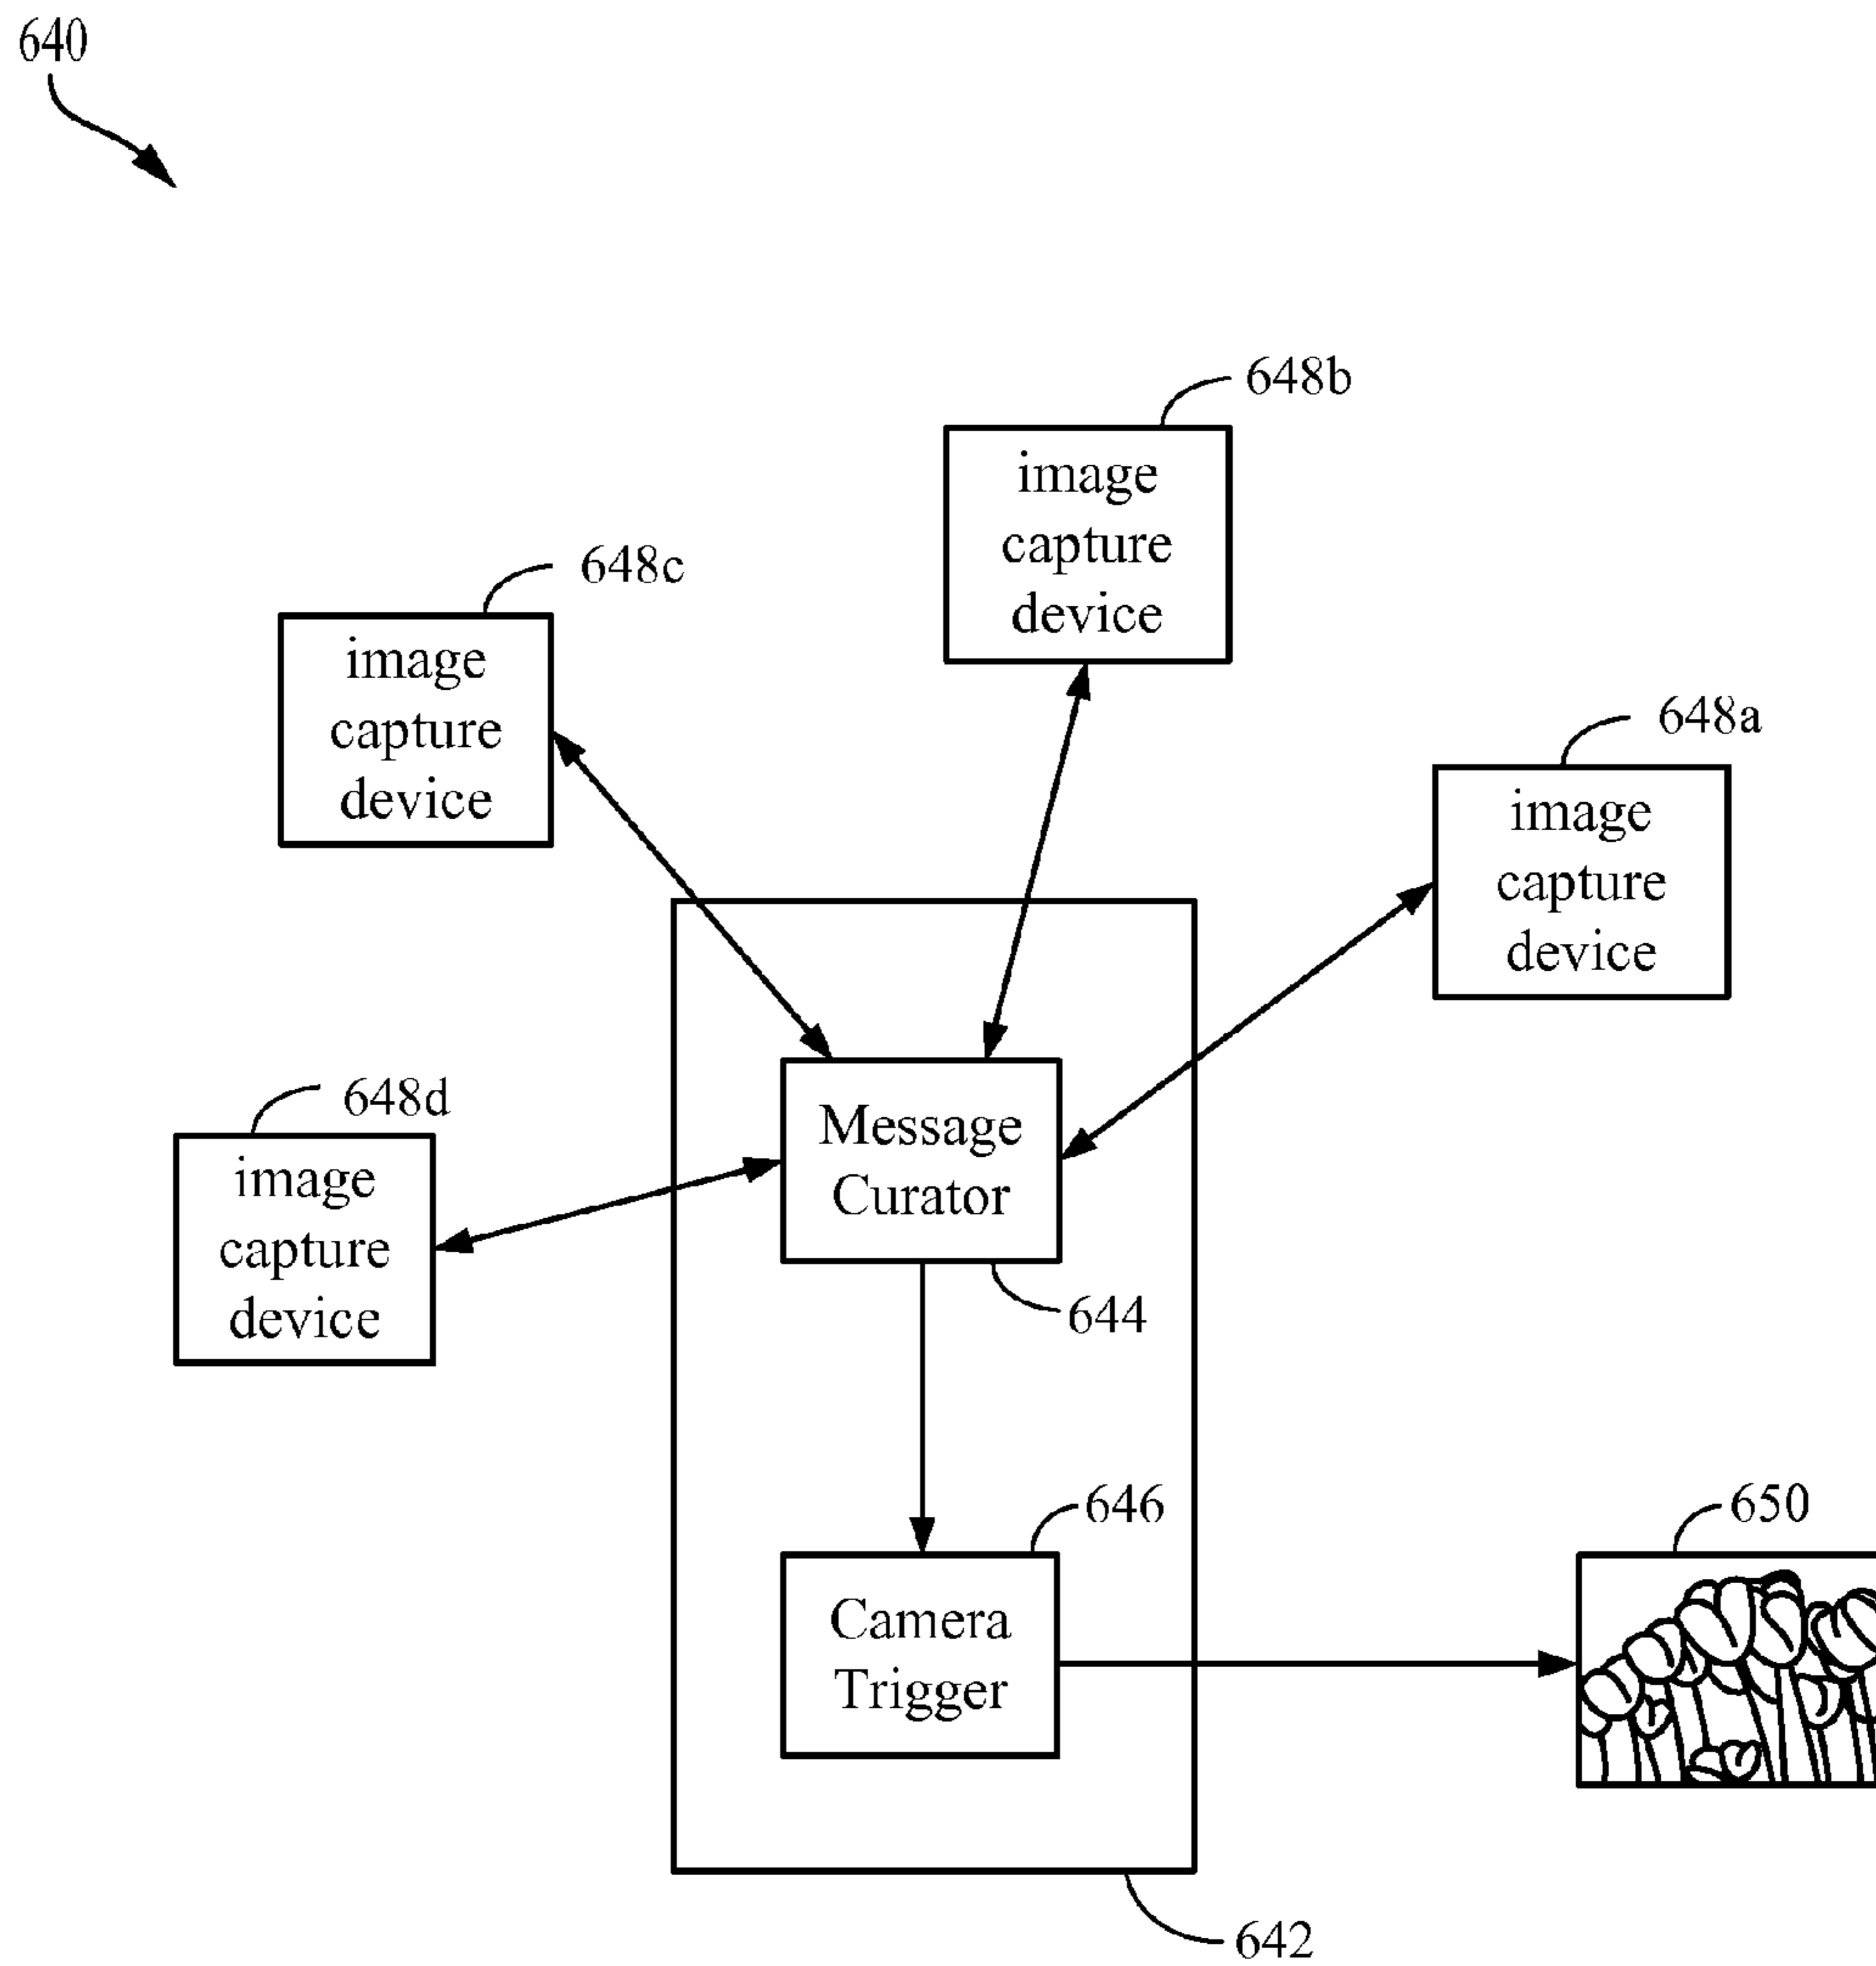 640
648b
image
capture
device
648c
image
capture
device
648a
image
capture
device
648d
image
capture
device
Message
Curator
644
646
Camera
Trigger
650
642